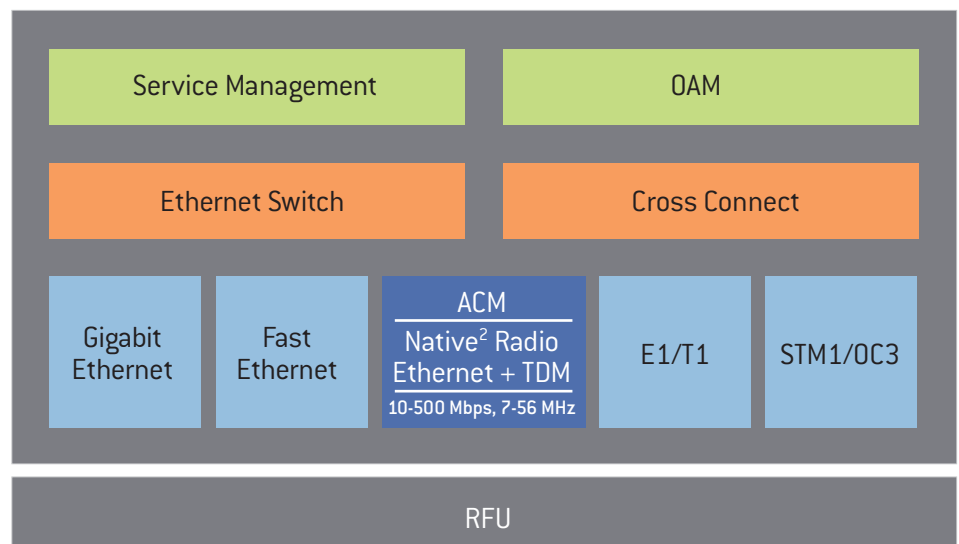 Service Management
OAM
Ethernet Switch
Cross Connect
Gigabit
Ethernet
Fast
Ethernet
ACM
Native² Radio
Ethernet + TDM
10-500 Mbps, 7-56 MHz
E1/T1
STM1/OC3
RFU